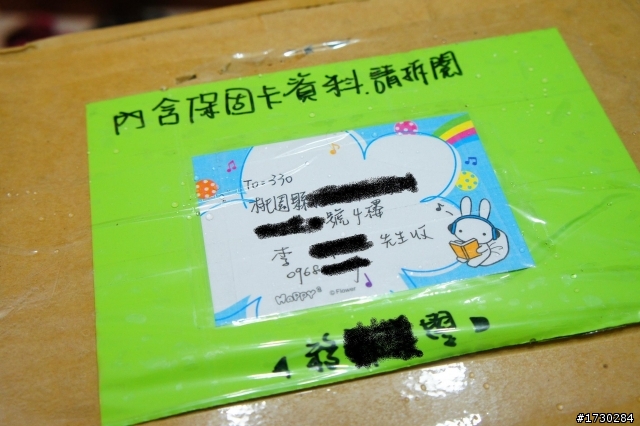 內含保固卡資料.請拆閱
To=330
桃園縣
號4樓
李 先生收
0968
Happy² © Flower
#1730284